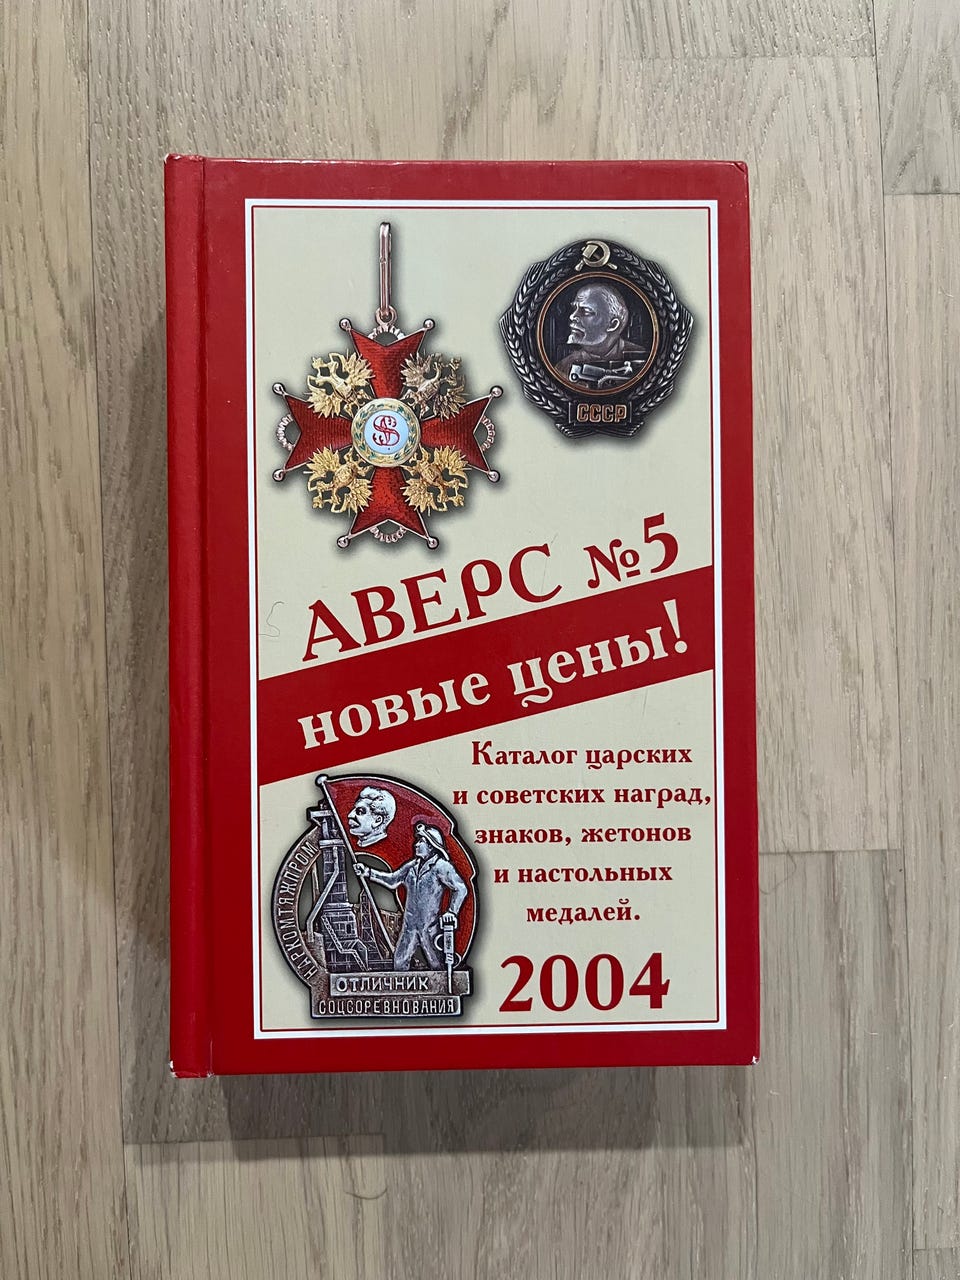 СССР
S
АВЕРС №5
новые цены!
Каталог царских
и советских наград,
знаков, жетонов
и настольных
медалей.
2004
НАРКОМТЯЖПРОМ
ОТЛИЧНИК
СОЦСОРЕВНОВАНИЯ